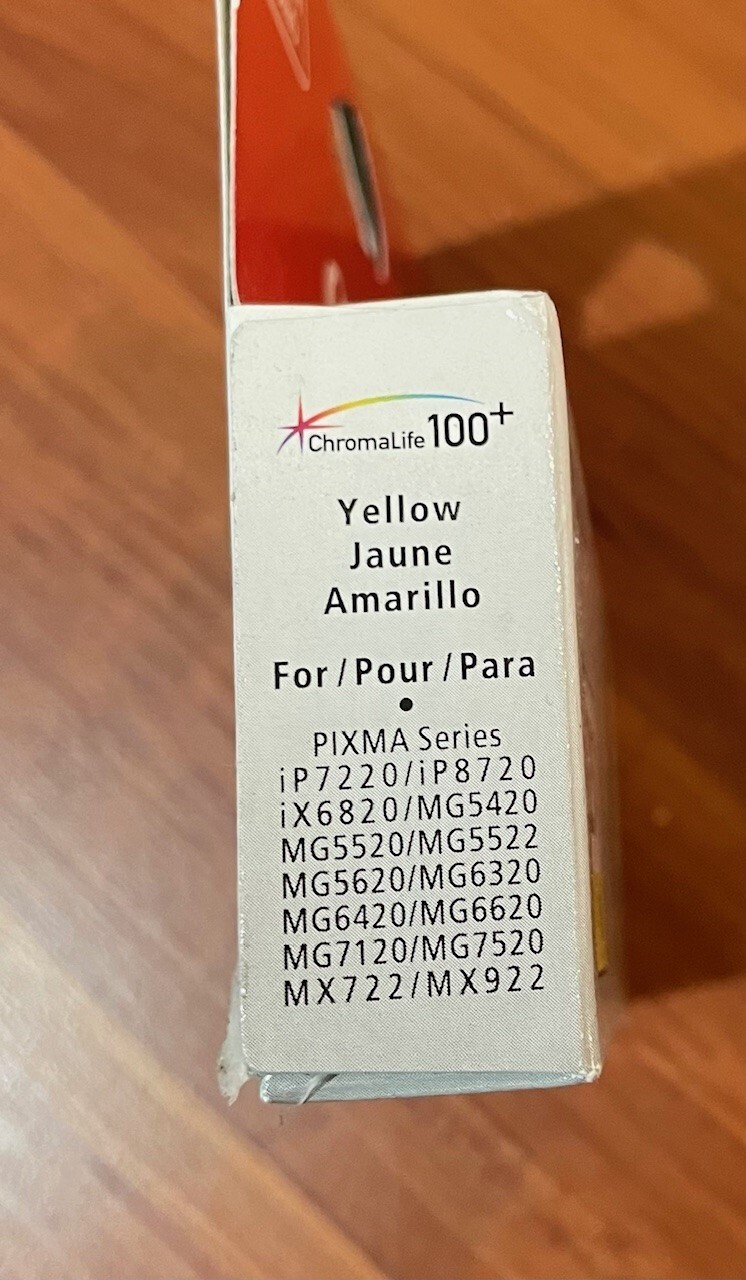 ChromaLife 100+
Yellow
Jaune
Amarillo
For/Pour/Para
•
PIXMA Series
iP7220/iP8720
iX6820/MG5420
MG5520/MG5522
MG5620/MG6320
MG6420/MG6620
MG7120/MG7520
MX722/MX922